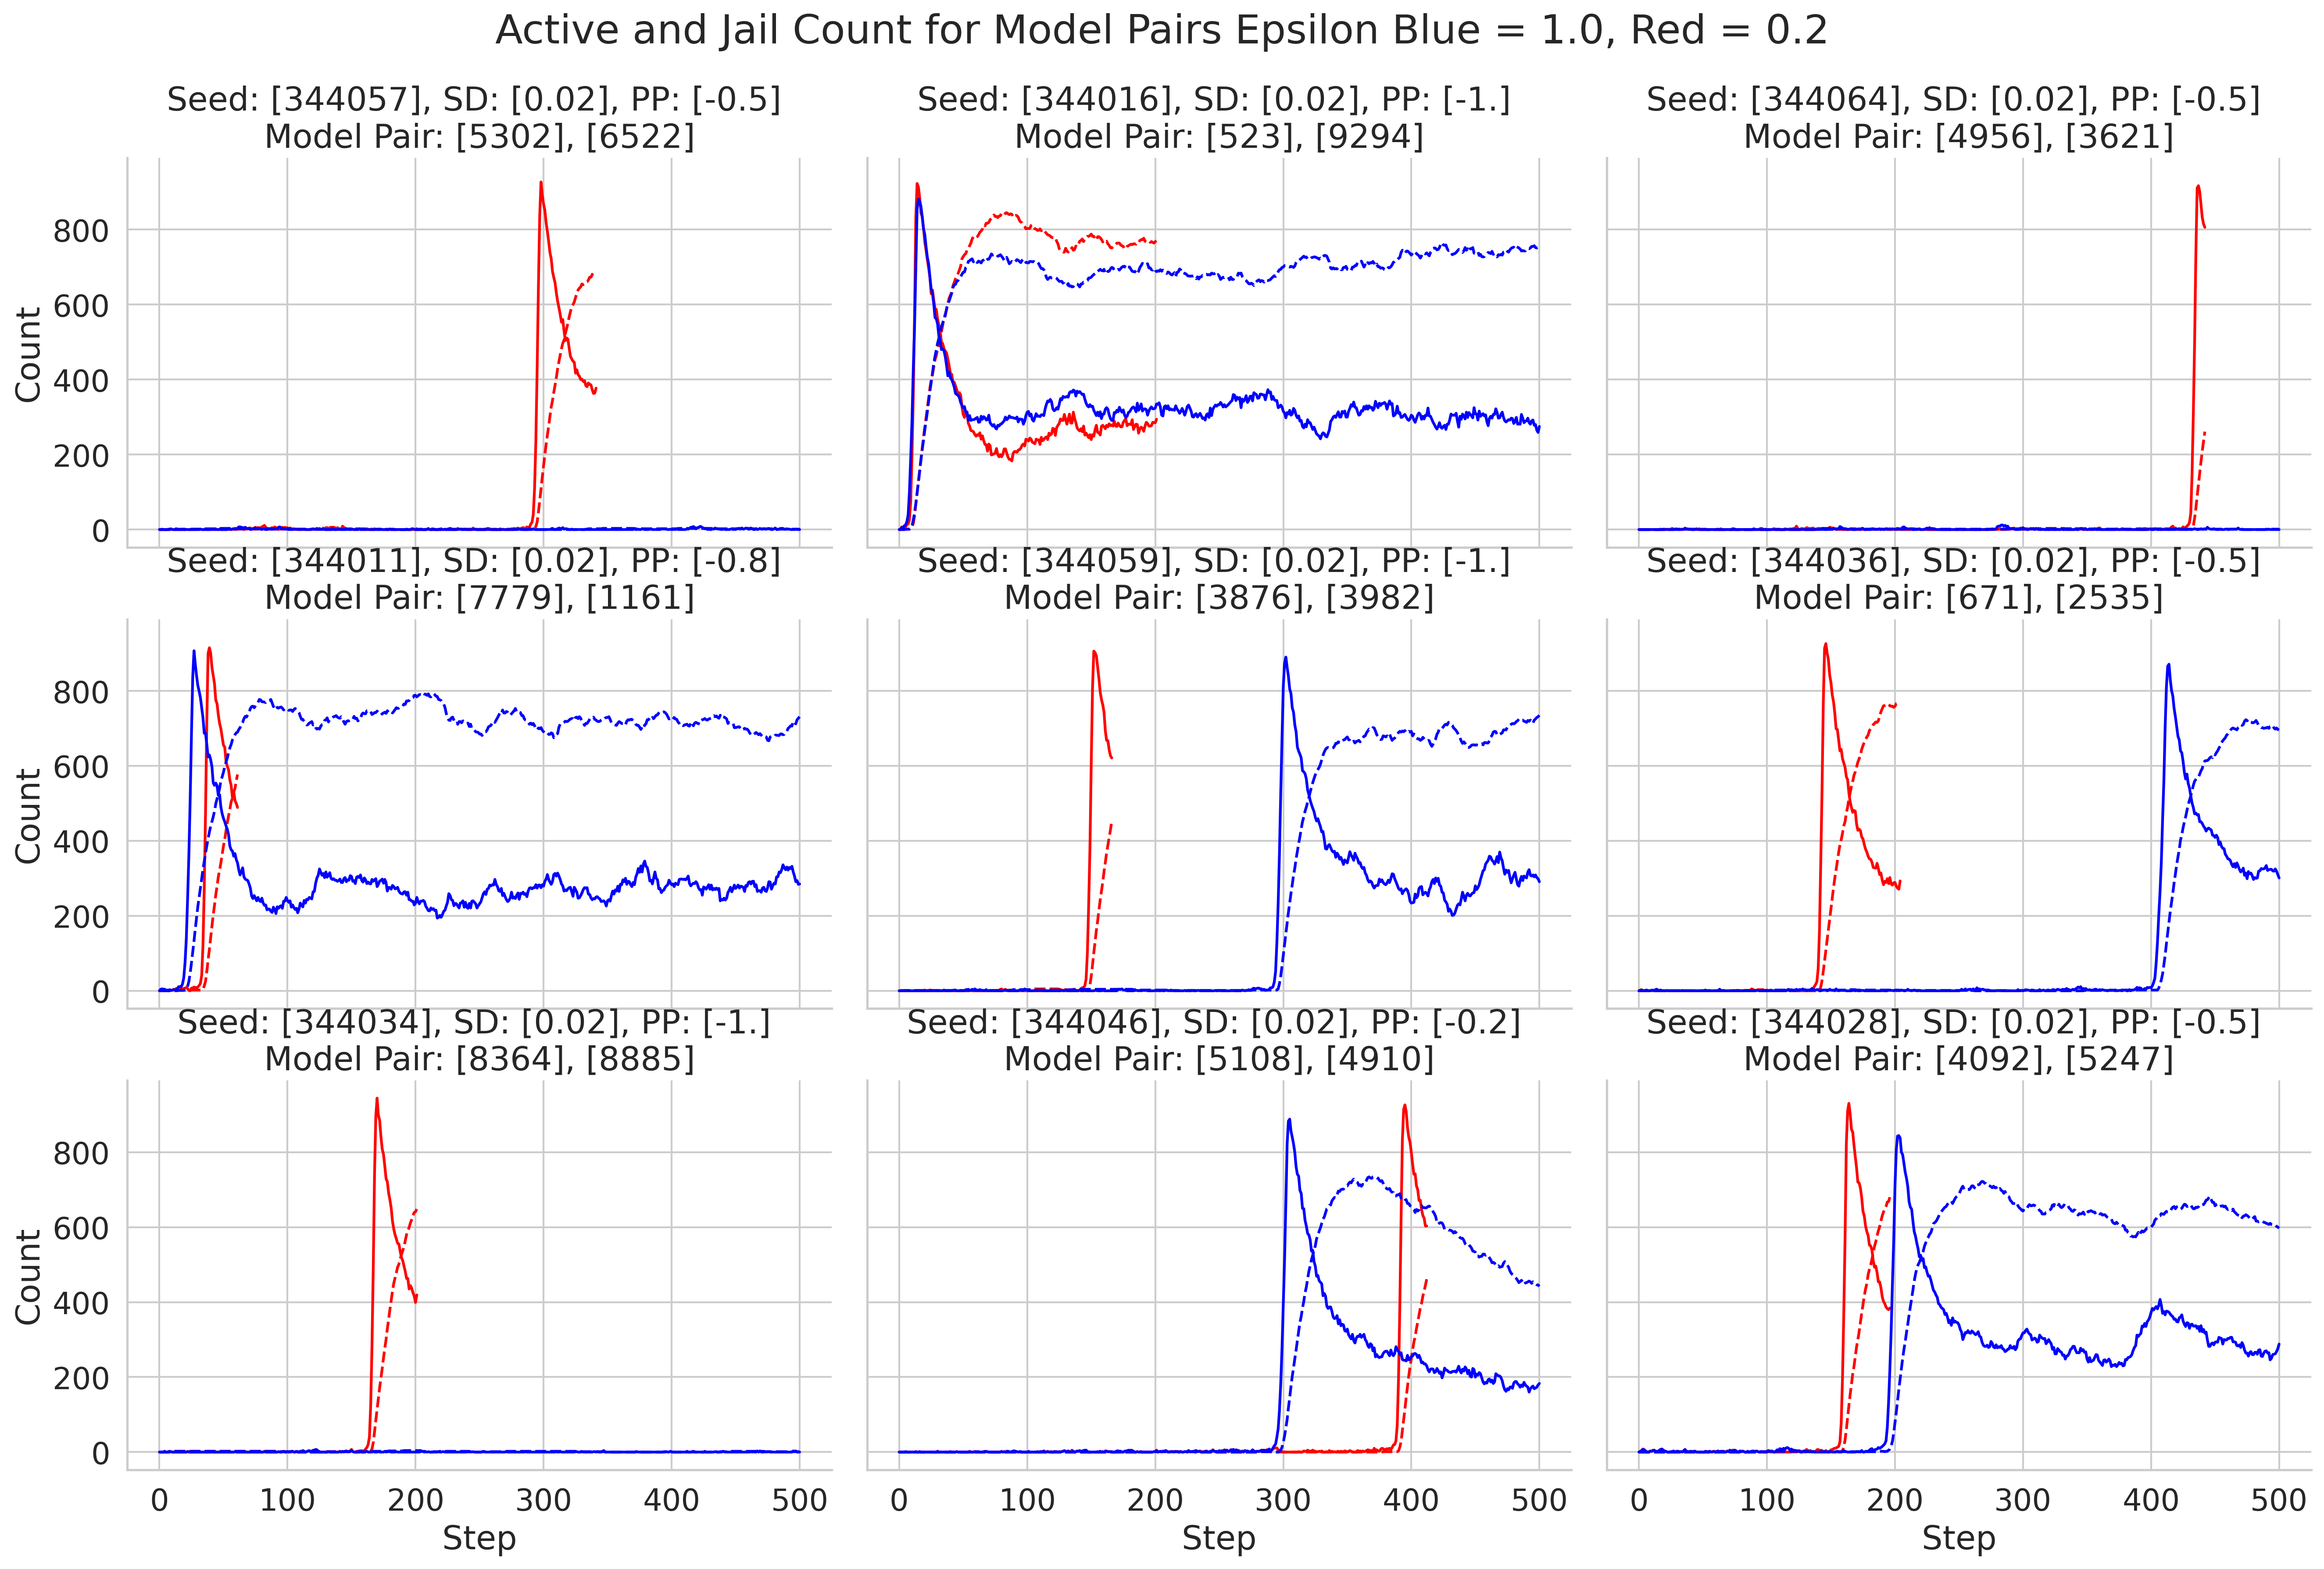 Active and Jail Count for Model Pairs Epsilon Blue = 1.0, Red = 0.2
Seed: [344057], SD: [0.02], PP: [-0.5]
Model Pair: [5302], [6522]
Seed: [344016], SD: [0.02], PP: [-1.]
Model Pair: [523], [9294]
Seed: [344064], SD: [0.02], PP: [-0.5]
Model Pair: [4956], [3621]
800
600
400
200
0
Count
Seed: [344011], SD: [0.02], PP: [-0.8]
Model Pair: [7779], [1161]
Seed: [344059], SD: [0.02], PP: [-1.]
Model Pair: [3876], [3982]
Seed: [344036], SD: [0.02], PP: [-0.5]
Model Pair: [671], [2535]
800
600
400
200
0
Count
Seed: [344034], SD: [0.02], PP: [-1.]
Model Pair: [8364], [8885]
Seed: [344046], SD: [0.02], PP: [-0.2]
Model Pair: [5108], [4910]
Seed: [344028], SD: [0.02], PP: [-0.5]
Model Pair: [4092], [5247]
800
600
400
200
0
Count
0 100 200 300 400 500
Step
0 100 200 300 400 500
Step
0 100 200 300 400 500
Step